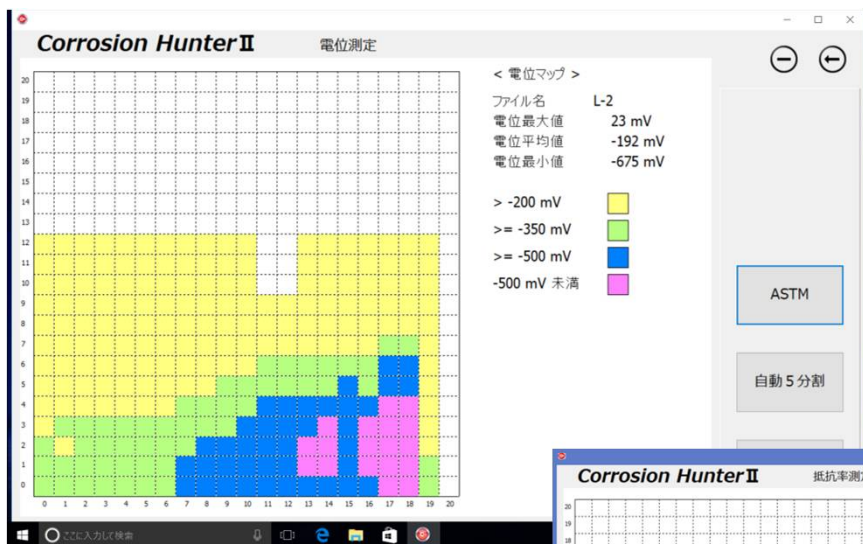 Corrosion HunterⅡ 電位測定
< 電位マップ >
ファイル名 L-2
電位最大値 23 mV
電位平均値 -192 mV
電位最小値 -675 mV
> -200 mV
>= -350 mV
>= -500 mV
-500 mV 未満
ASTM
自動5分割
20
19
18
17
16
15
14
13
12
11
10
9
8
7
6
5
4
3
2
1
0
0 1 2 3 4 5 6 7 8 9 10 11 12 13 14 15 16 17 18 19 20
Corrosion HunterⅡ 抵抗率測
20
19
18
ここに入力して検索